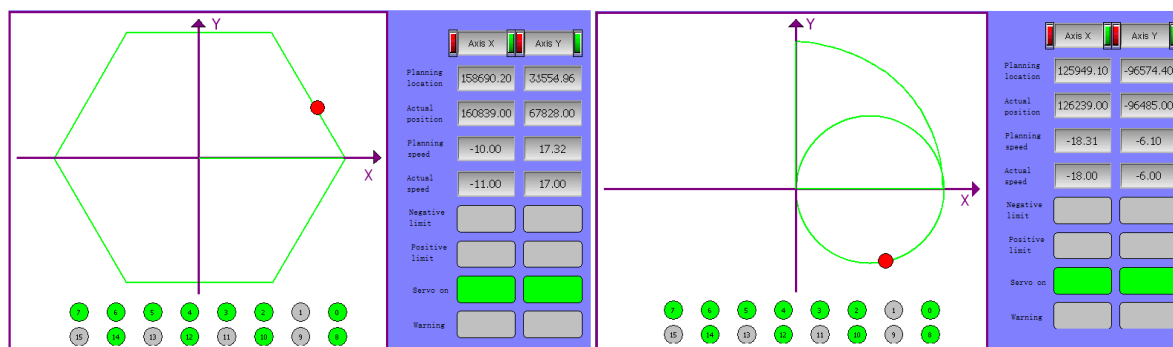 Y
X
Axis X Axis Y
Planning location 158690.20
Actual position 160839.00 67828.00
Planning speed -10.00 17.32
Actual speed -11.00 17.00
Negative limit
Positive limit
Servo on
Warning
7 6 5 4 3 2 1 0
15 14 13 12 11 10 9 8
Y
X
Axis X Axis Y
Planning location 125949.10 -96574.40
Actual position 126239.00 -96485.00
Planning speed -18.31 -6.10
Actual speed -18.00 -6.00
Negative limit
Positive limit
Servo on
Warning
7 6 5 4 3 2 1 0
15 14 13 12 11 10 9 8